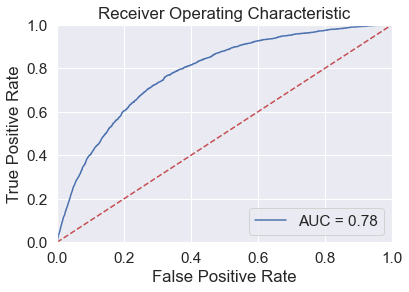 Receiver Operating Characteristic
True Positive Rate
1.0
0.8
0.6
0.4
0.2
0.0
AUC = 0.78
0.0 0.2 0.4 0.6 0.8 1.0
False Positive Rate